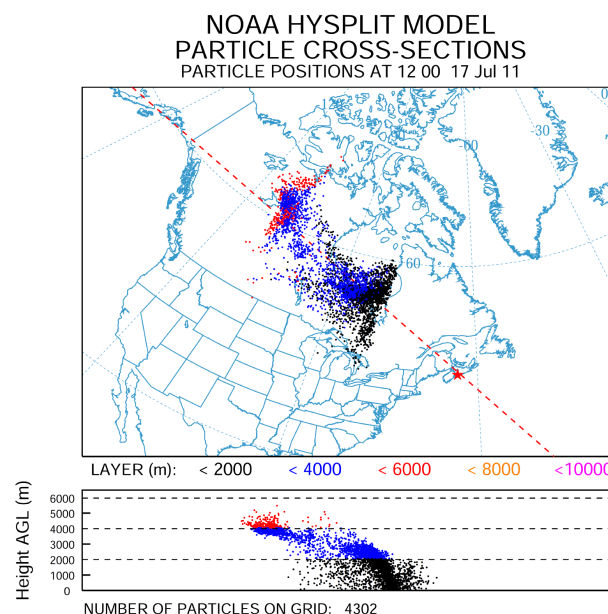 NOAA HYSPLIT MODEL
PARTICLE CROSS-SECTIONS
PARTICLE POSITIONS AT 12 00 17 Jul 11
-30
-60
60
LAYER (m): < 2000 < 4000 < 6000 < 8000 <10000
Height AGL (m)
6000
5000
4000
3000
2000
1000
0
NUMBER OF PARTICLES ON GRID: 4302